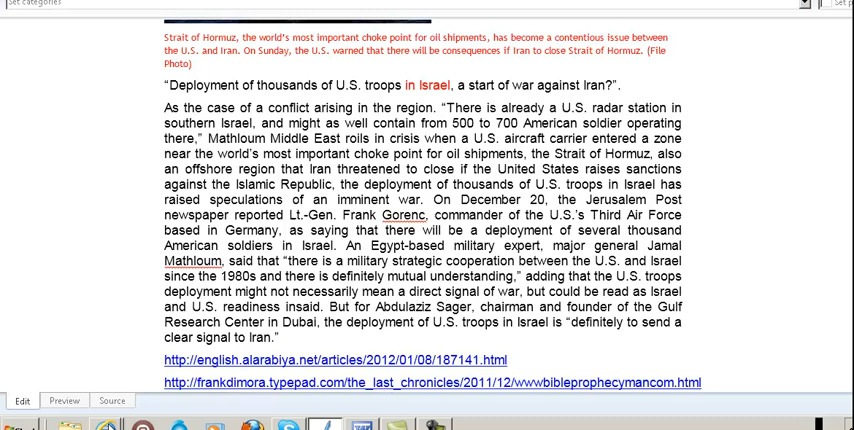 Set categories
Set p
Strait of Hormuz, the world's most important choke point for oil shipments, has become a contentious issue between
the U.S. and Iran. On Sunday, the U.S. warned that there will be consequences if Iran to close Strait of Hormuz. (File
Photo)
“Deployment of thousands of U.S. troops in Israel, a start of war against Iran?”.
As the case of a conflict arising in the region. “There is already a U.S. radar station in
southern Israel, and might as well contain from 500 to 700 American soldier operating
there,” Mathloum Middle East roils in crisis when a U.S. aircraft carrier entered a zone
near the world’s most important choke point for oil shipments, the Strait of Hormuz, also
an offshore region that Iran threatened to close if the United States raises sanctions
against the Islamic Republic, the deployment of thousands of U.S. troops in Israel has
raised speculations of an imminent war. On December 20, the Jerusalem Post
newspaper reported Lt.-Gen. Frank Gorenc, commander of the U.S.’s Third Air Force
based in Germany, as saying that there will be a deployment of several thousand
American soldiers in Israel. An Egypt-based military expert, major general Jamal
Mathloum, said that “there is a military strategic cooperation between the U.S. and Israel
since the 1980s and there is definitely mutual understanding,” adding that the U.S. troops
deployment might not necessarily mean a direct signal of war, but could be read as Israel
and U.S. readiness insaid. But for Abdulaziz Sager, chairman and founder of the Gulf
Research Center in Dubai, the deployment of U.S. troops in Israel is “definitely to send a
clear signal to Iran.”
http://english.alarabiya.net/articles/2012/01/08/187141.html
http://frankdimora.typepad.com/the_last_chronicles/2011/12/wwwbibleprophecymancom.html
Edit Preview Source